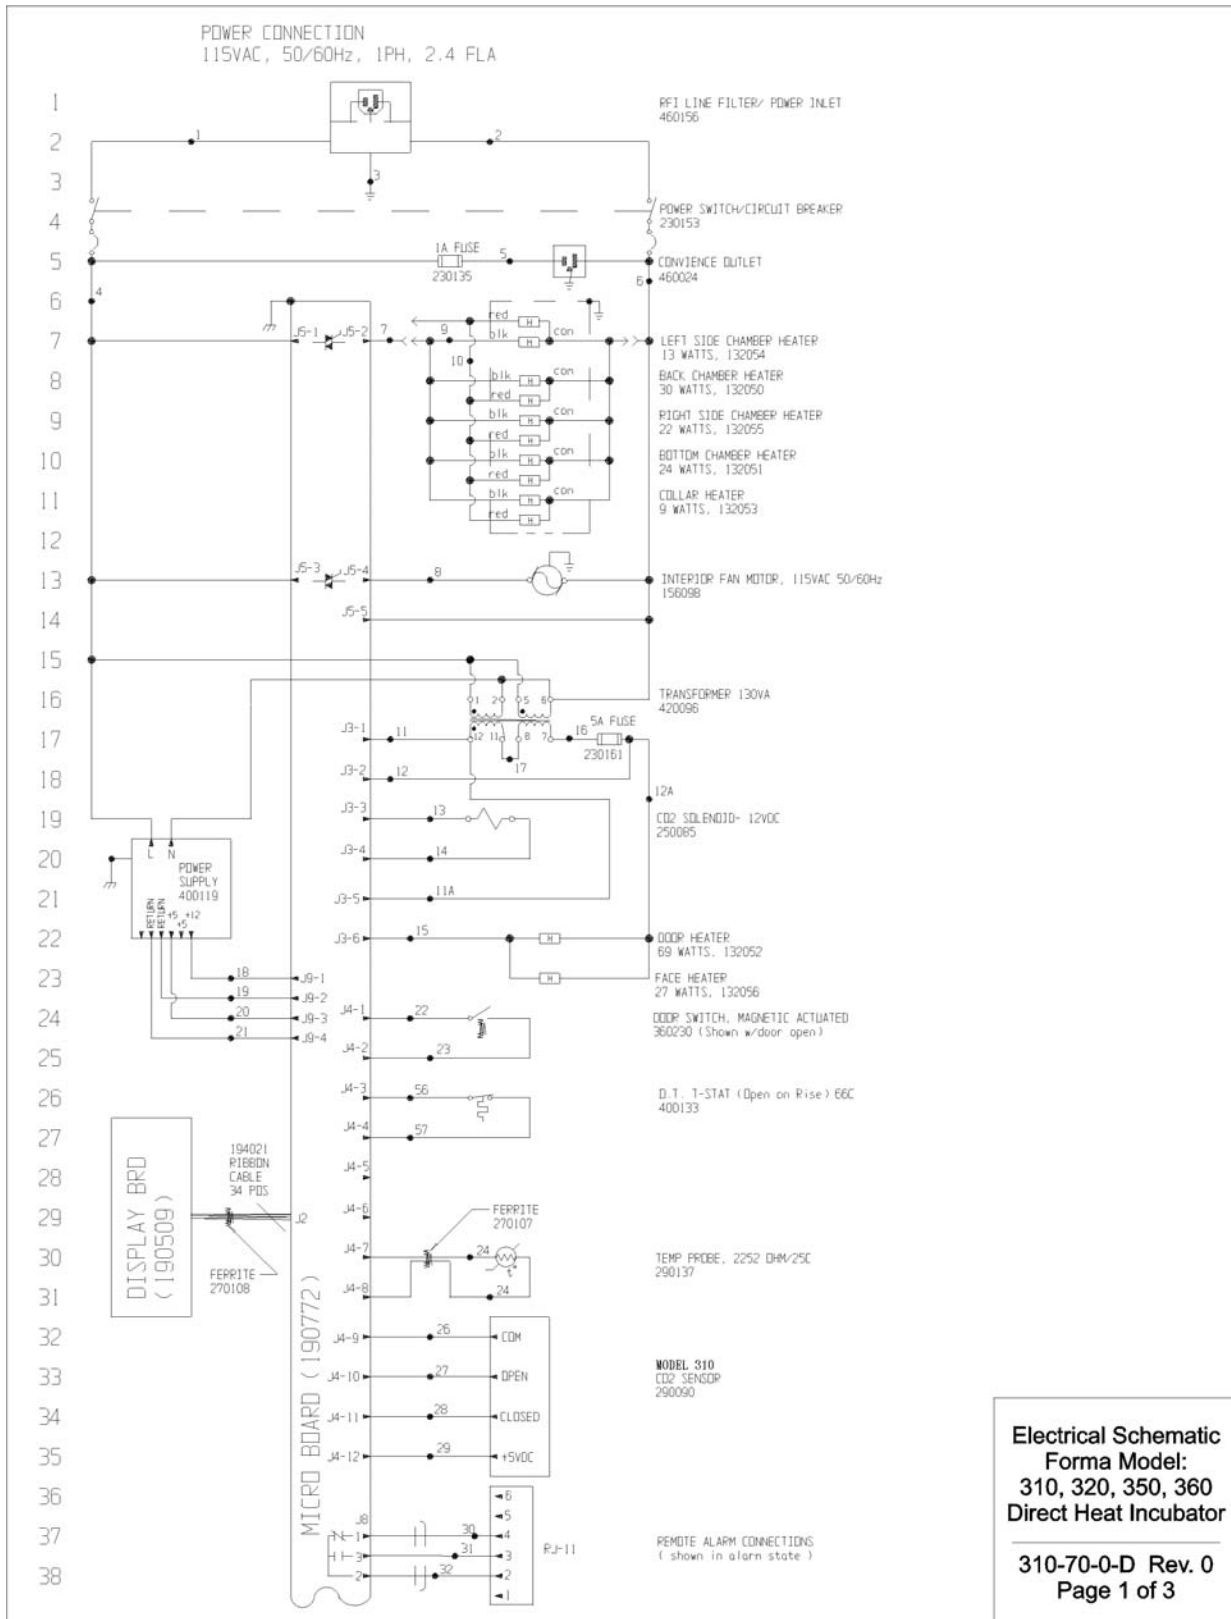 POWER CONNECTION
115VAC, 50/60Hz, 1PH, 2.4 FLA
1
RFI LINE FILTER/ POWER INLET
460156
2
1
2
3
3
4
POWER SWITCH/CIRCUIT BREAKER
230153
5
1A FUSE
230135
5
CONVIENCE OUTLET
460024
6
4
6
7
J5-1
J5-2
7
9
red
H
blk
H
con
10
LEFT SIDE CHAMBER HEATER
13 WATTS, 132054
8
blk
H
con
red
H
BACK CHAMBER HEATER
30 WATTS, 132050
9
blk
H
con
red
H
RIGHT SIDE CHAMBER HEATER
22 WATTS, 132055
10
blk
H
con
red
H
BOTTOM CHAMBER HEATER
24 WATTS, 132051
11
blk
H
con
red
H
COLLAR HEATER
9 WATTS, 132053
12
13
J5-3
J5-4
8
INTERIOR FAN MOTOR, 115VAC 50/60Hz
156098
14
J5-5
15
16
1
2
5
6
TRANSFORMER 130VA
420096
17
J3-1
11
12
11
8
7
16
5A FUSE
230161
17
18
J3-2
12
12A
19
J3-3
13
CO2 SOLENOID- 12VDC
250085
20
L
N
POWER
SUPPLY
400119
J3-4
14
21
J3-5
11A
RETURN
RETURN
+5
+5
+12
22
J3-6
15
H
DOOR HEATER
69 WATTS, 132052
23
18
J9-1
H
FACE HEATER
27 WATTS, 132056
19
J9-2
24
20
J9-3
J4-1
22
DOOR SWITCH, MAGNETIC ACTUATED
360230 (Shown w/door open)
21
J9-4
25
J4-2
23
26
J4-3
56
D.T. T-STAT (Open on Rise) 66C
400133
27
J4-4
57
28
194021
RIBBON
CABLE
34 POS
J4-5
29
DISPLAY BRD
(190509)
J2
J4-6
FERRITE
270107
30
FERRITE
270108
J4-7
24
t°
TEMP PROBE, 2252 OHM/25C
290137
31
J4-8
24
32
MICRO BOARD (190772)
J4-9
26
COM
33
J4-10
27
OPEN
MODEL 310
CO2 SENSOR
290090
34
J4-11
28
CLOSED
35
J4-12
29
+5VDC
36
6
5
37
J8
1
30
4
RJ-11
REMOTE ALARM CONNECTIONS
( shown in alarm state )
3
31
3
38
2
32
2
1
Electrical Schematic
Forma Model:
310, 320, 350, 360
Direct Heat Incubator
310-70-0-D Rev. 0
Page 1 of 3